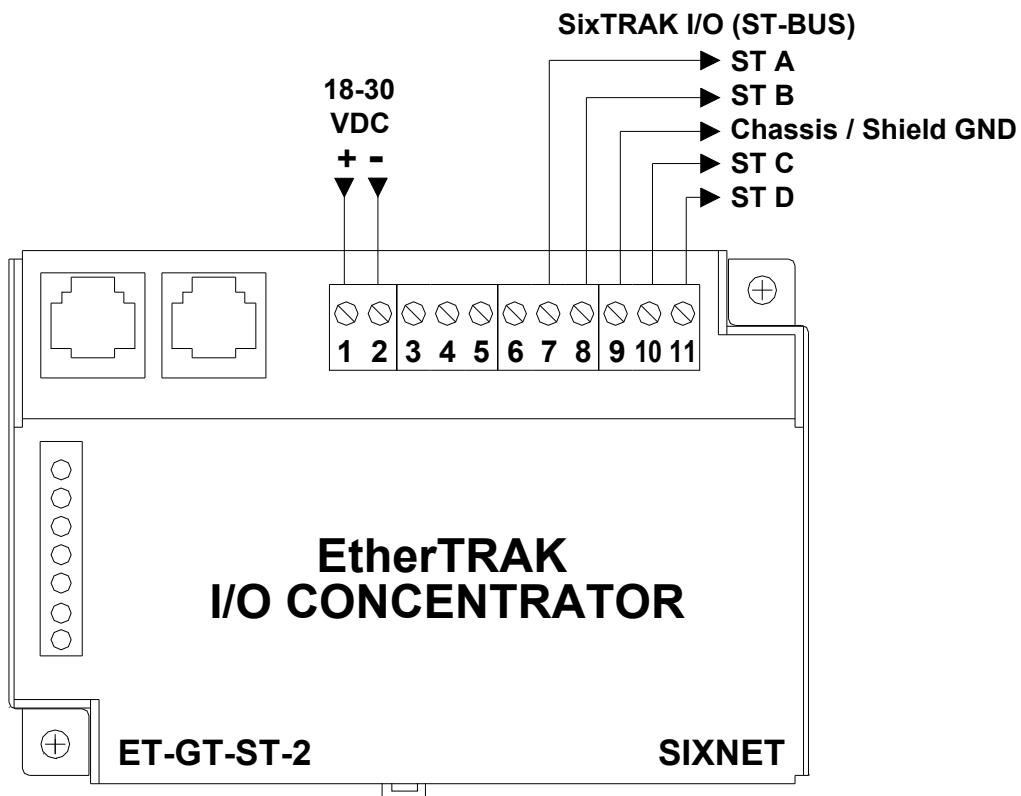 SixTRAK I/O (ST-BUS)
ST A
ST B
Chassis / Shield GND
ST C
ST D
18-30
VDC
+ -
1 2 3 4 5 6 7 8 9 10 11
EtherTRAK
I/O CONCENTRATOR
ET-GT-ST-2
SIXNET